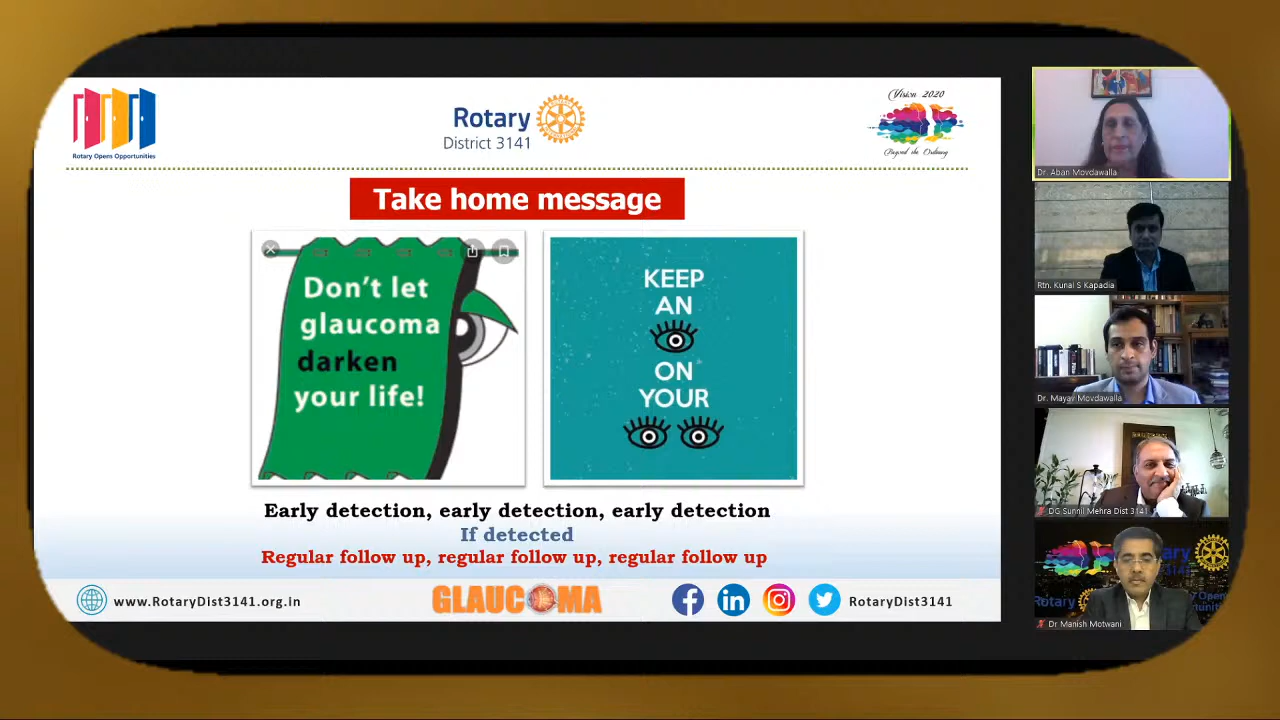 Rotary Opens Opportunities
Rotary
District 3141
Vision 2020
Beyond the Ordinary
Take home message
Don't let
glaucoma
darken
your life!
KEEP
AN
ON
YOUR
Early detection, early detection, early detection
If detected
Regular follow up, regular follow up, regular follow up
www.RotaryDist3141.org.in
GLAUCOMA
RotaryDist3141
Dr. Aban Movdawalla
Rtn. Kunal S Kapadia
Dr. Mayav Movdawalla
DG Sunnil Mehra Dist 3141
Rotary
Dr Manish Motwani